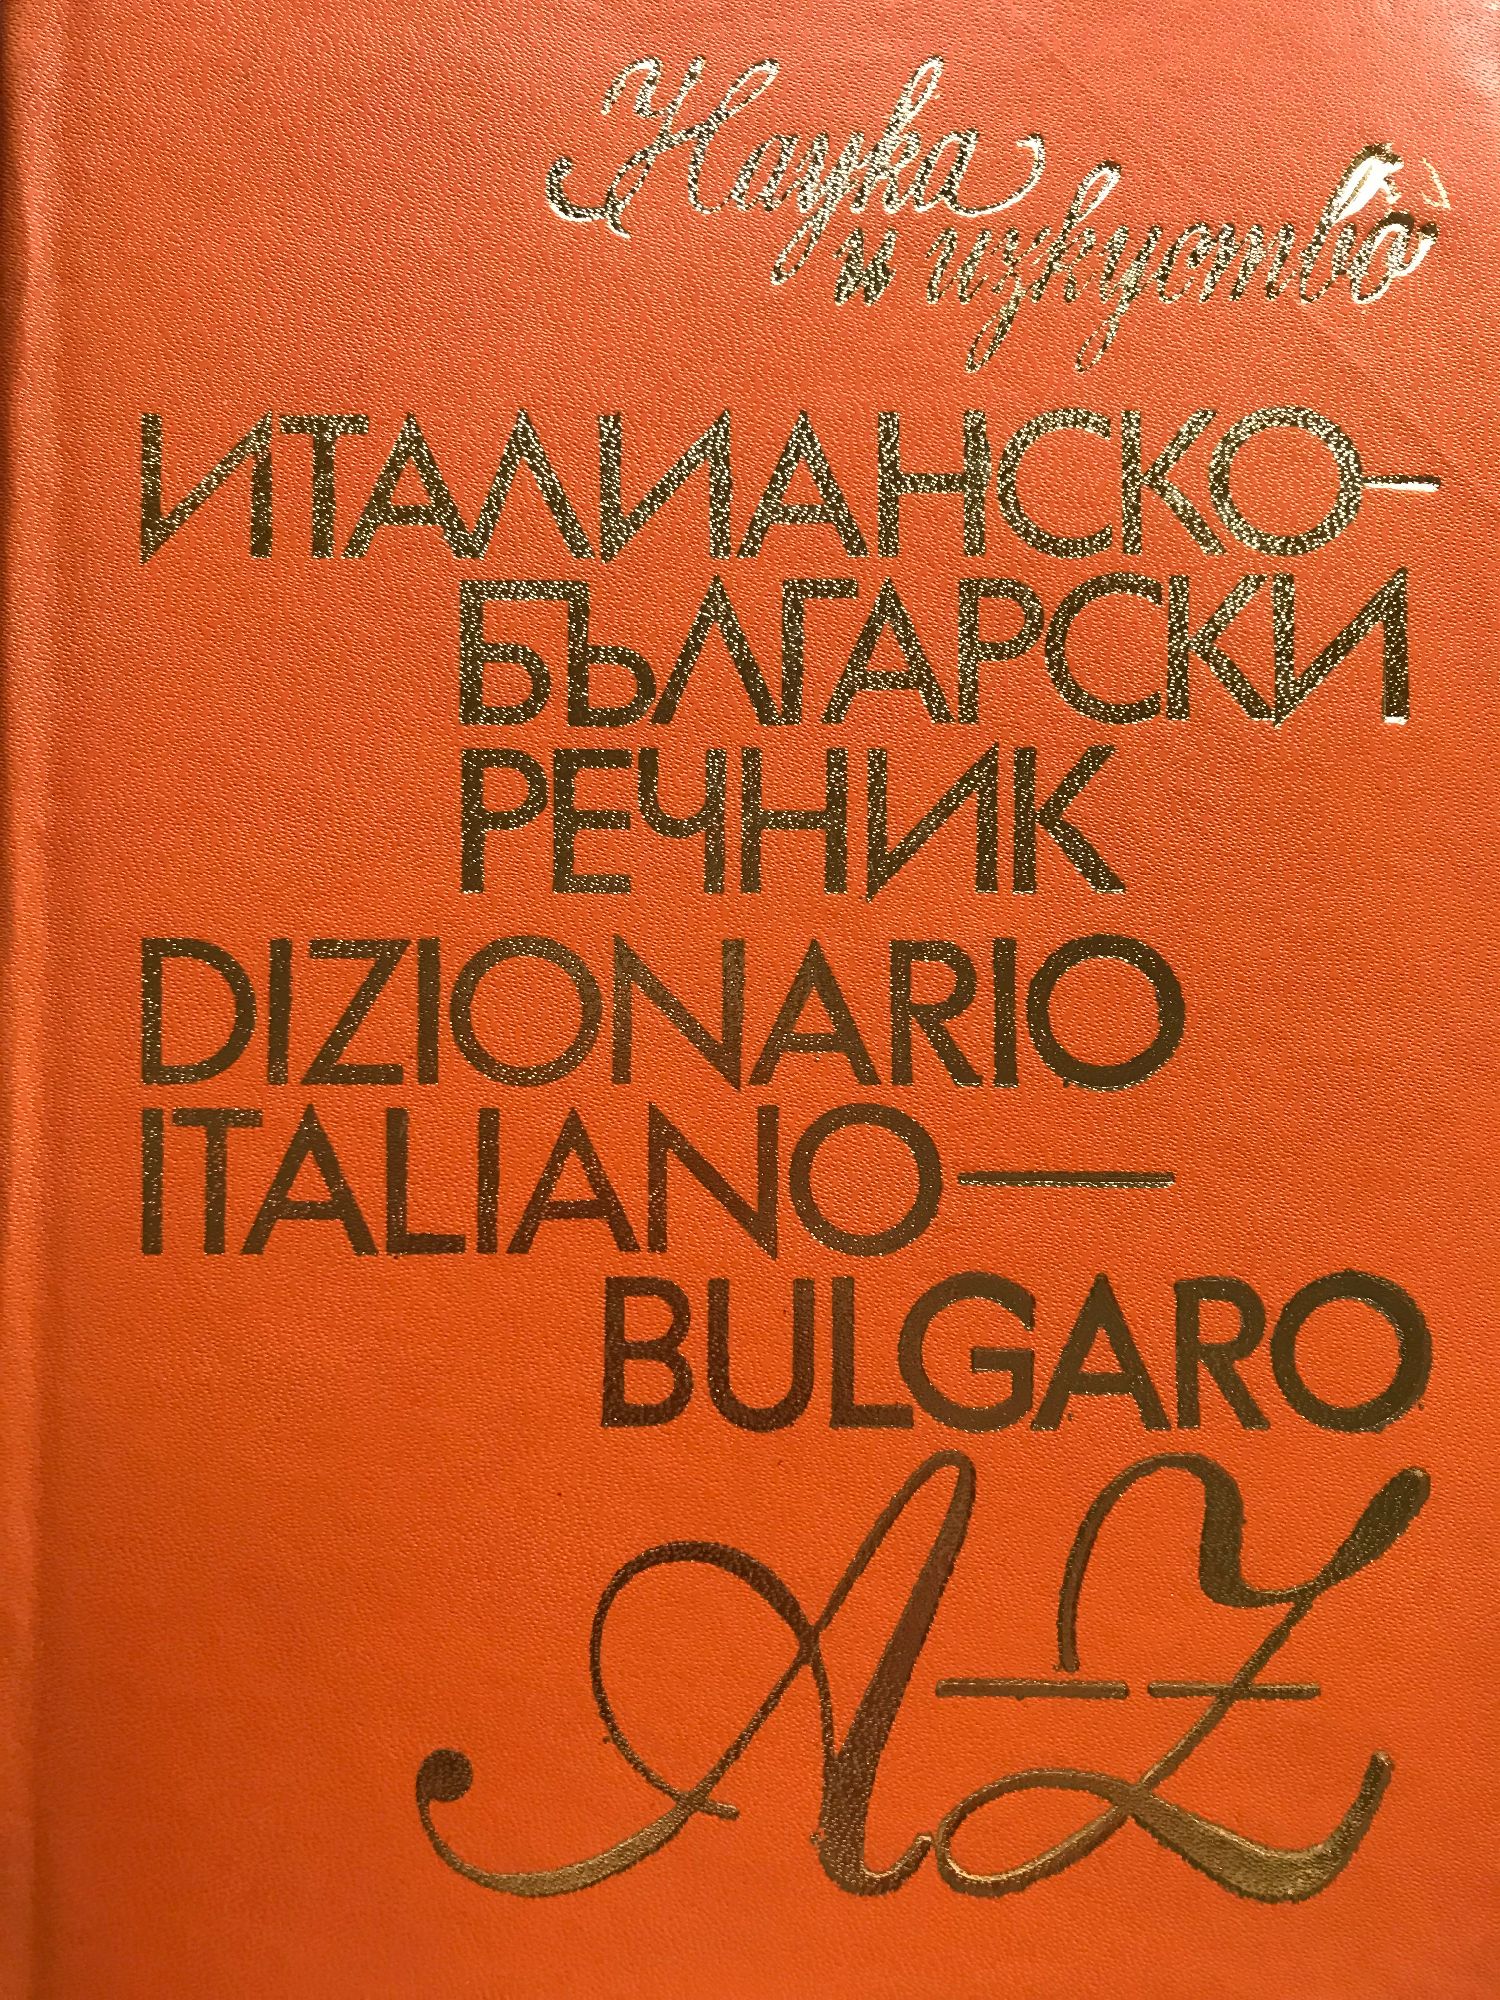 Наука
и изкуство
ИТАЛИАНСКО-
БЪЛГАРСКИ
РЕЧНИК
DIZIONARIO
ITALIANO—
BULGARO
A-Z